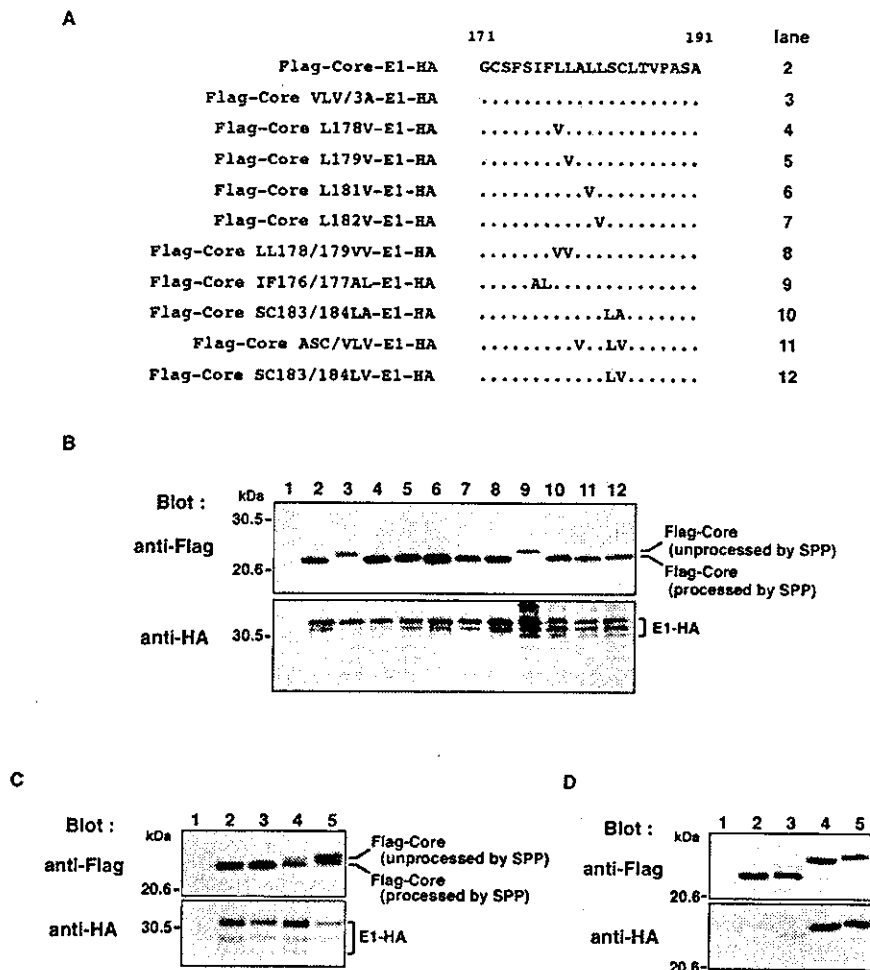 A
171 191 lane
Flag-Core-E1-HA GCSFSIFLLALLSCLTVPASA 2
Flag-Core VLV/3A-E1-HA ..................... 3
Flag-Core L178V-E1-HA .......V............. 4
Flag-Core L179V-E1-HA ........V............ 5
Flag-Core L181V-E1-HA ..........V.......... 6
Flag-Core L182V-E1-HA ...........V......... 7
Flag-Core LL178/179VV-E1-HA .......VV............ 8
Flag-Core IF176/177AL-E1-HA .....AL.............. 9
Flag-Core SC183/184LA-E1-HA ............LA....... 10
Flag-Core ASC/VLV-E1-HA .........V..LV....... 11
Flag-Core SC183/184LV-E1-HA ............LV....... 12
B
Blot : kDa 1 2 3 4 5 6 7 8 9 10 11 12
30.5-
anti-Flag
Flag-Core
(unprocessed by SPP)
20.6-
Flag-Core
(processed by SPP)
anti-HA
30.5-
E1-HA
C
Blot : kDa 1 2 3 4 5
anti-Flag
Flag-Core
(unprocessed by SPP)
20.6-
Flag-Core
(processed by SPP)
anti-HA
30.5-
E1-HA
D
Blot : kDa 1 2 3 4 5
anti-Flag
20.6-
anti-HA
20.6-